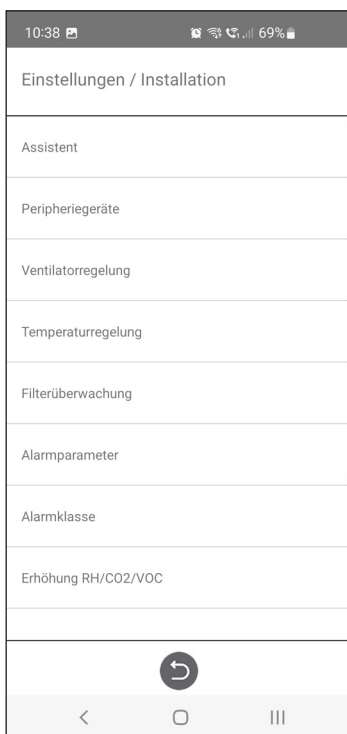 10:38 69%
Einstellungen / Installation
Assistent
Peripheriegeräte
Ventilatorregelung
Temperaturregelung
Filterüberwachung
Alarmparameter
Alarmklasse
Erhöhung RH/CO2/VOC